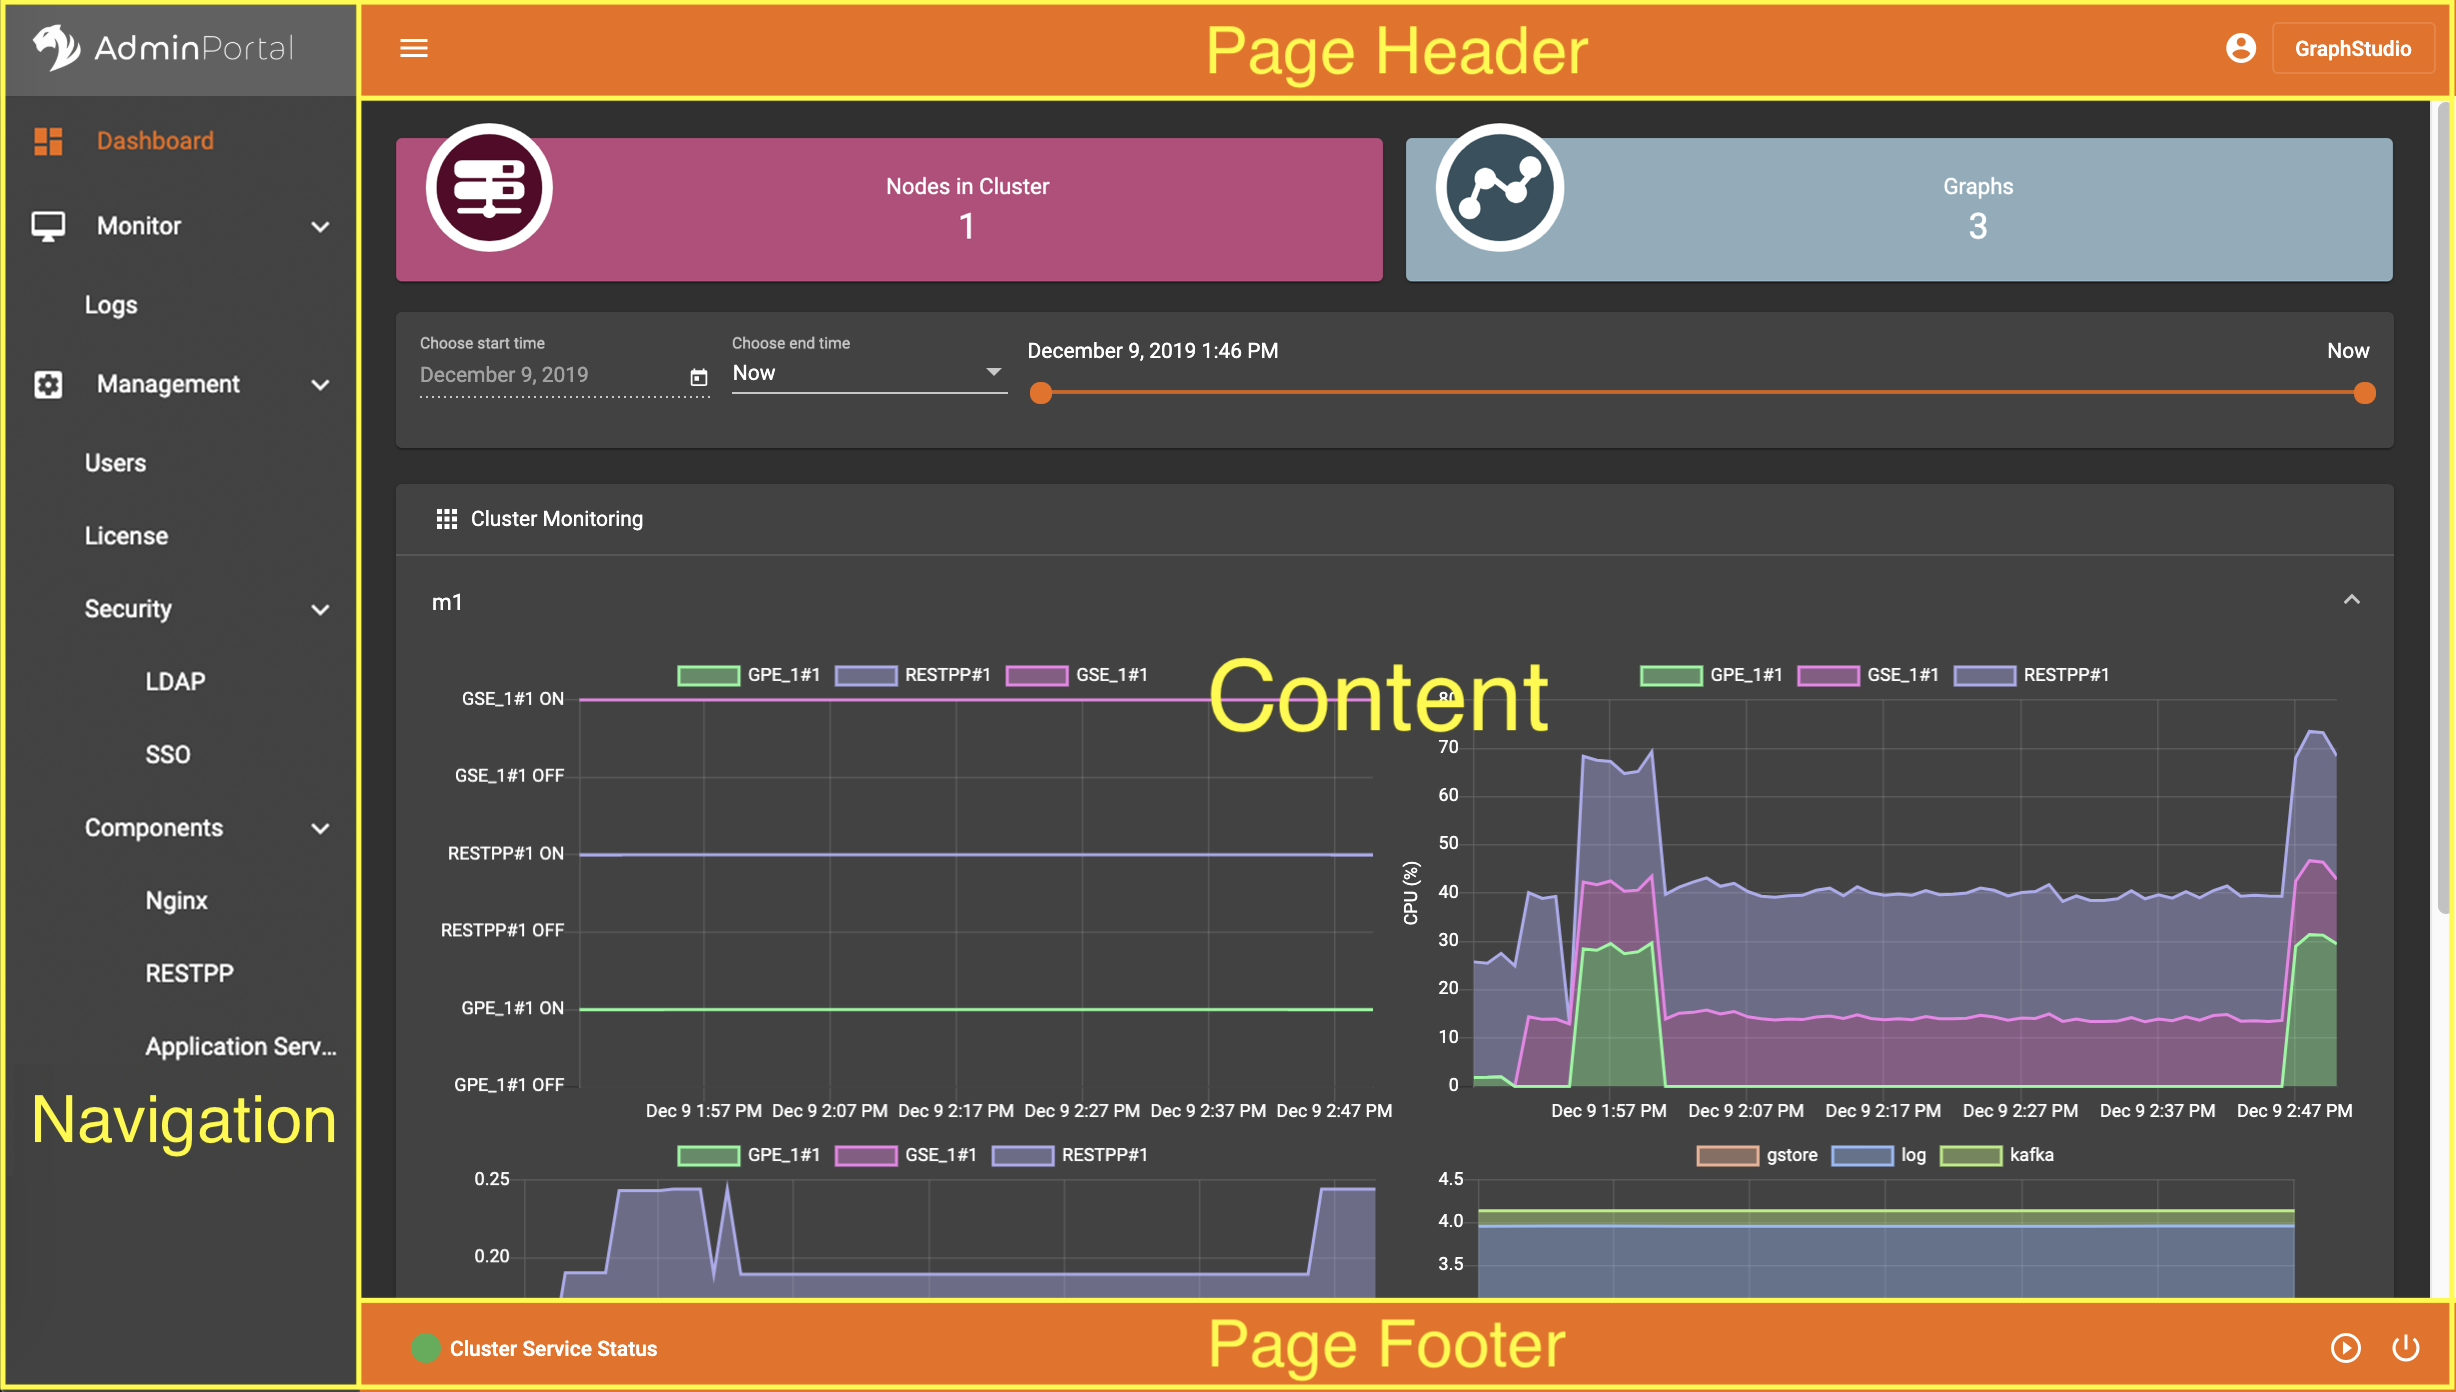 AdminPortal
Page Header
GraphStudio
Dashboard
Monitor
Logs
Management
Users
License
Security
LDAP
SSO
Components
Nginx
RESTPP
Application Serv...
Navigation
Nodes in Cluster
1
Graphs
3
Choose start time
December 9, 2019
Choose end time
Now
December 9, 2019 1:46 PM
Now
Cluster Monitoring
m1
Content
GPE_1#1 RESTPP#1 GSE_1#1
GSE_1#1 ON
GSE_1#1 OFF
RESTPP#1 ON
RESTPP#1 OFF
GPE_1#1 ON
GPE_1#1 OFF
Dec 9 1:57 PM Dec 9 2:07 PM Dec 9 2:17 PM Dec 9 2:27 PM Dec 9 2:37 PM Dec 9 2:47 PM
GPE_1#1 GSE_1#1 RESTPP#1
80
70
60
50
40
30
20
10
0
CPU (%)
Dec 9 1:57 PM Dec 9 2:07 PM Dec 9 2:17 PM Dec 9 2:27 PM Dec 9 2:37 PM Dec 9 2:47 PM
GPE_1#1 GSE_1#1 RESTPP#1
0.25
0.20
gstore log kafka
4.5
4.0
3.5
Cluster Service Status
Page Footer